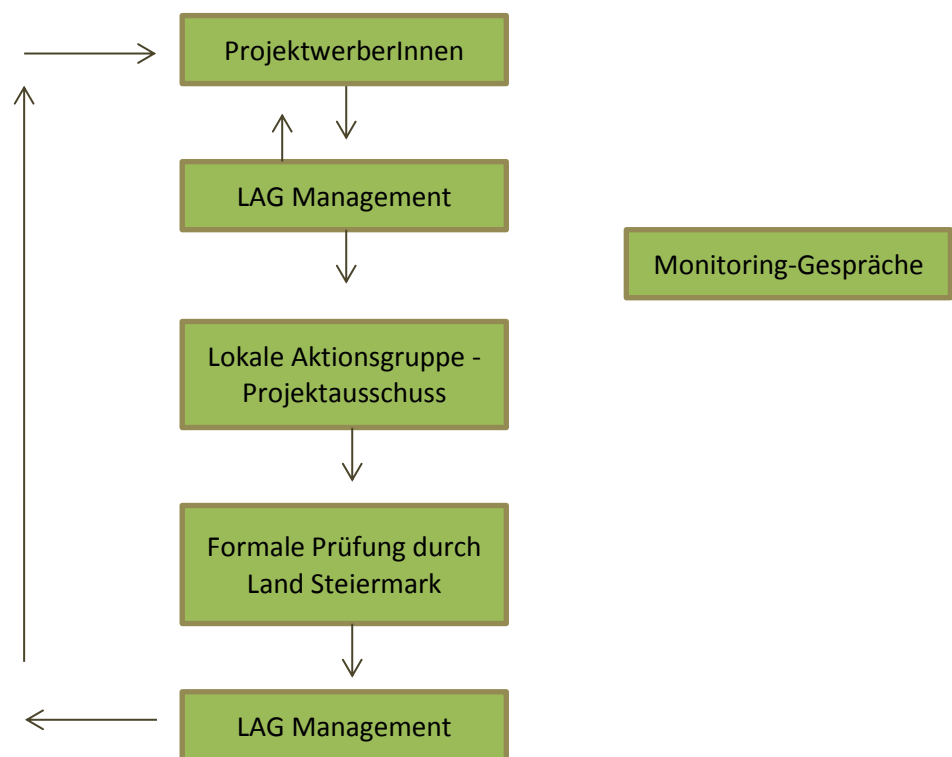 ProjektwerberInnen
LAG Management
Monitoring-Gespräche
Lokale Aktionsgruppe -
Projektausschuss
Formale Prüfung durch
Land Steiermark
LAG Management